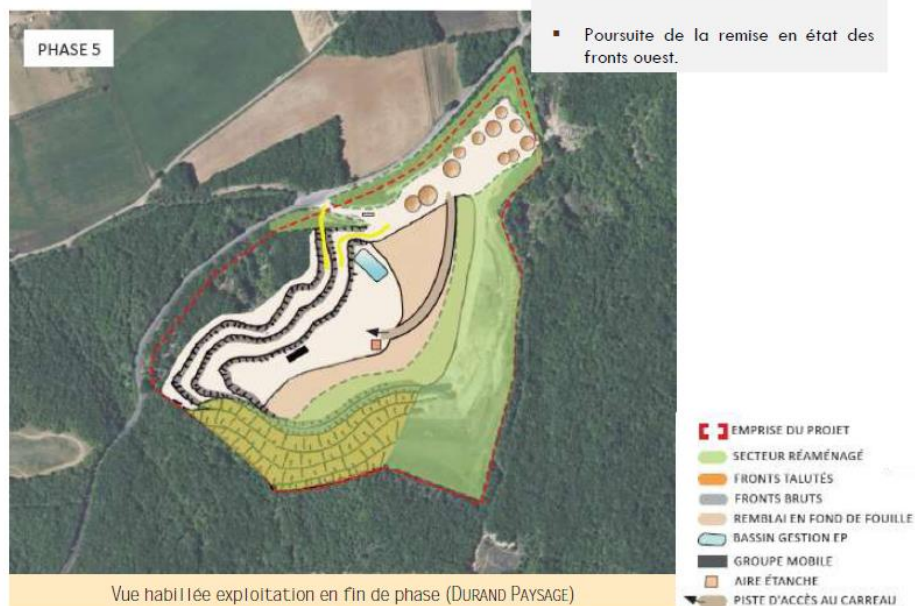 PHASE 5
▪ Poursuite de la remise en état des
fronts ouest.
EMPRISE DU PROJET
SECTEUR RÉAMÉNAGÉ
FRONTS TALUTÉS
FRONTS BRUTS
REMBLAI EN FOND DE FOUILLE
BASSIN GESTION EP
GROUPE MOBILE
AIRE ÉTANCHE
PISTE D'ACCÈS AU CARREAU
Vue habillée exploitation en fin de phase (DURAND PAYSAGE)